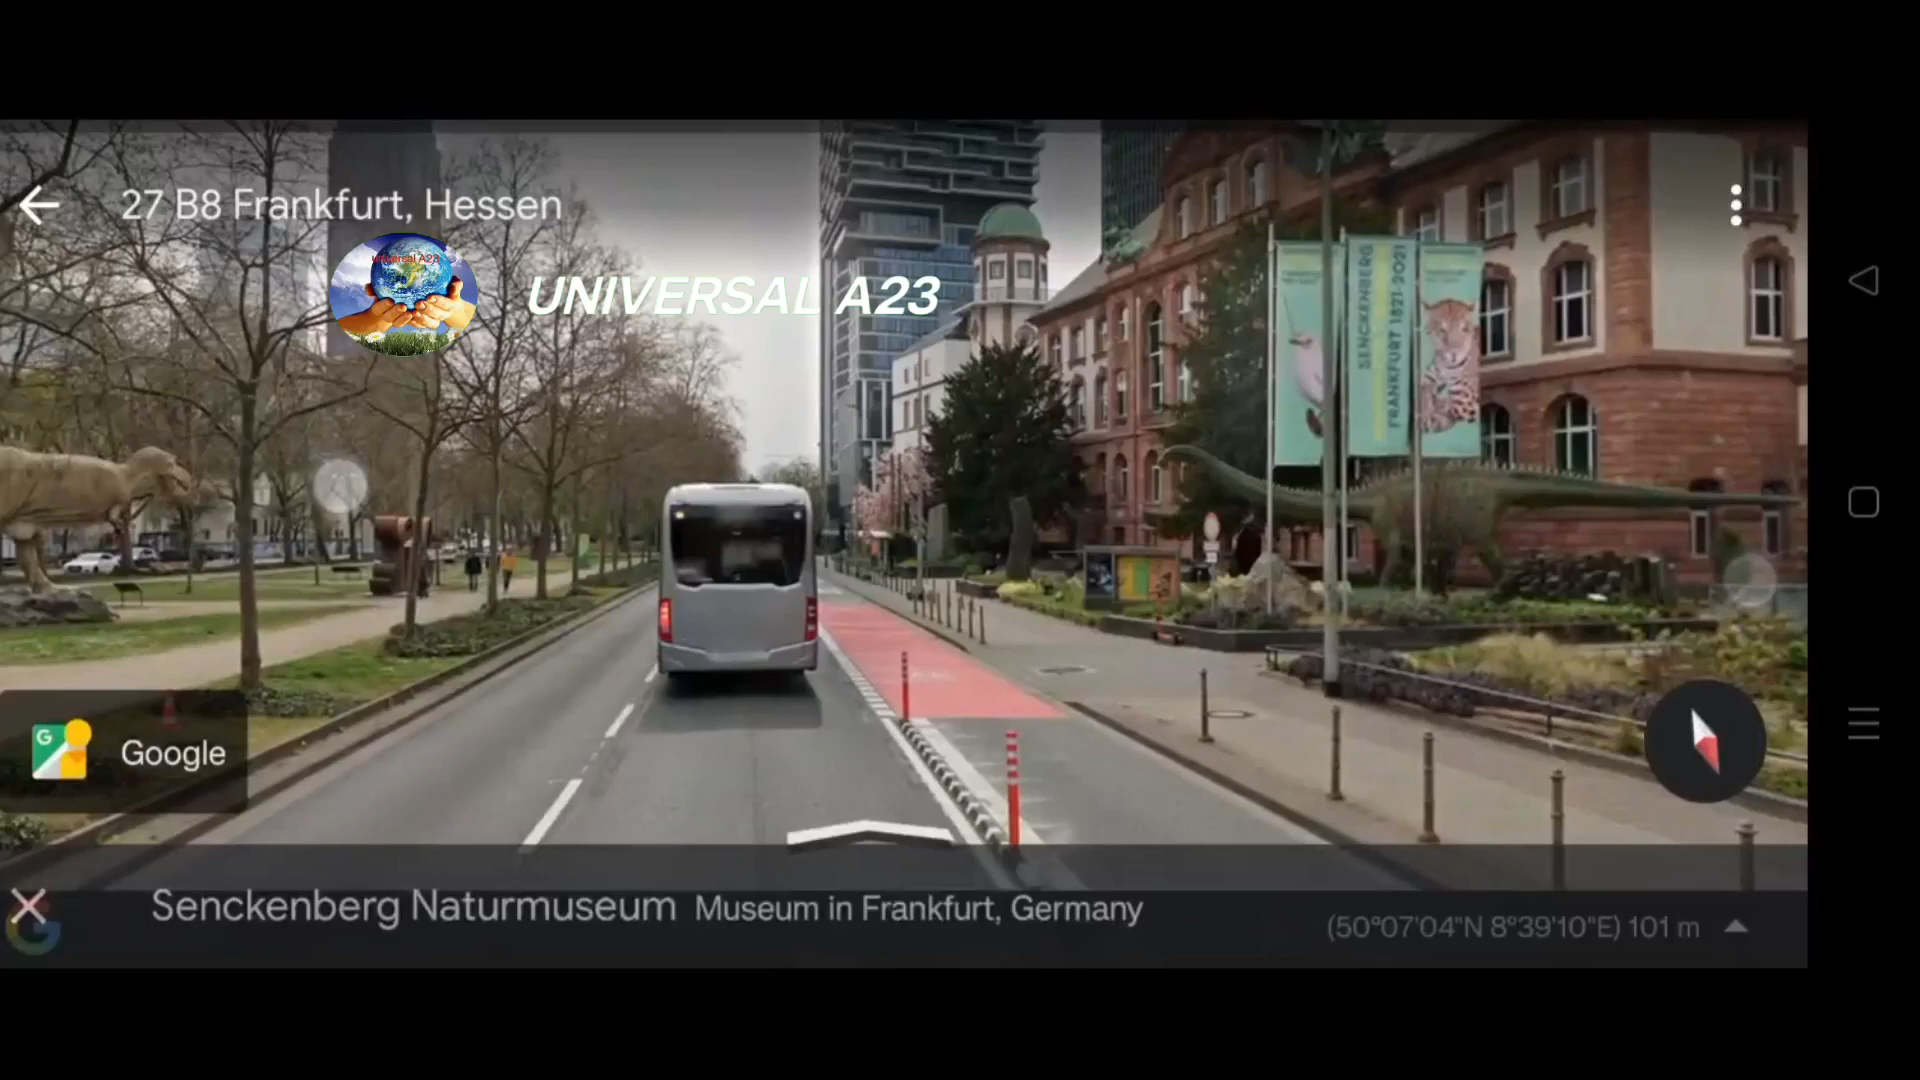 27 B8 Frankfurt, Hessen
universal A23
UNIVERSAL A23
SENCKENBERG
FRANKFURT 1821-2021
Google
Senckenberg Naturmuseum Museum in Frankfurt, Germany
(50°07'04"N 8°39'10"E) 101 m